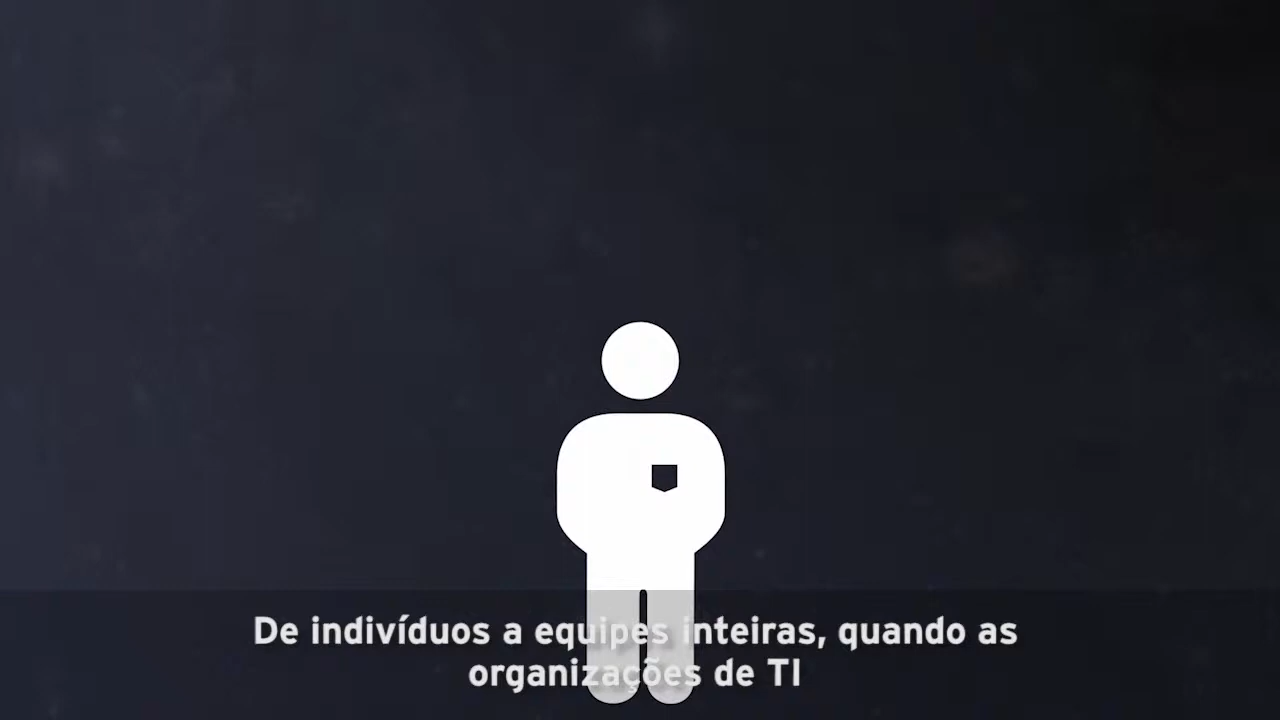 De indivíduos a equipes inteiras, quando as
organizações de TI